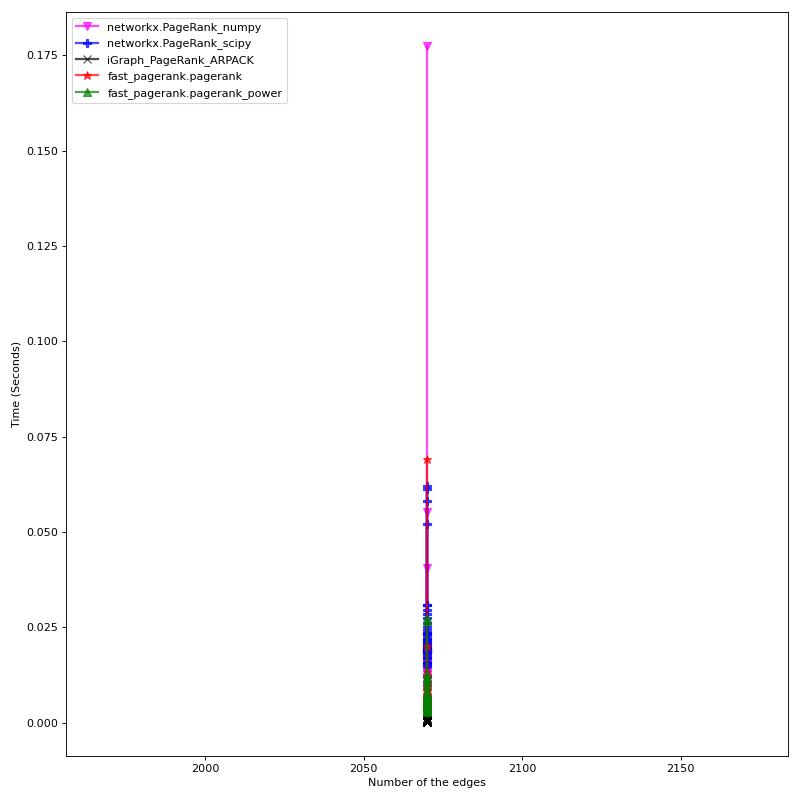 networkx.PageRank_numpy
networkx.PageRank_scipy
iGraph_PageRank_ARPACK
fast_pagerank.pagerank
fast_pagerank.pagerank_power
0.175
0.150
0.125
0.100
0.075
0.050
0.025
0.000
Time (Seconds)
2000
2050
2100
2150
Number of the edges